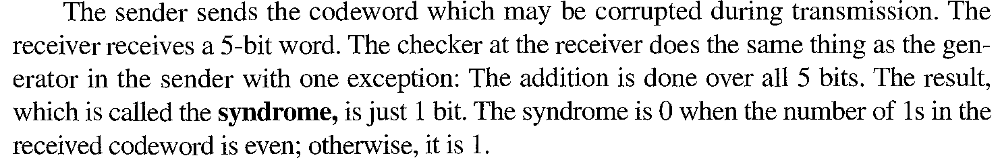 The sender sends the codeword which may be corrupted during transmission. The
receiver receives a 5-bit word. The checker at the receiver does the same thing as the gen-
erator in the sender with one exception: The addition is done over all 5 bits. The result,
which is called the syndrome, is just 1 bit. The syndrome is 0 when the number of 1s in the
received codeword is even; otherwise, it is 1.